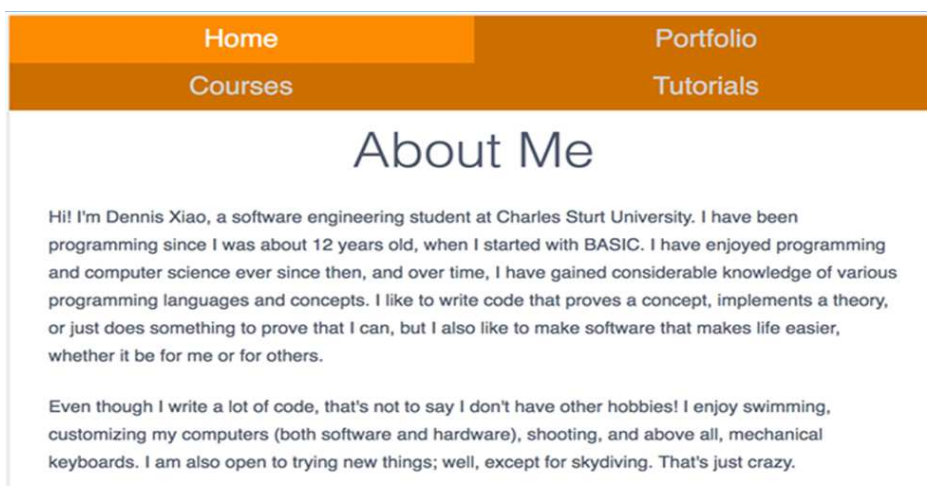 Home Portfolio
Courses Tutorials
About Me
Hi! I'm Dennis Xiao, a software engineering student at Charles Sturt University. I have been
programming since I was about 12 years old, when I started with BASIC. I have enjoyed programming
and computer science ever since then, and over time, I have gained considerable knowledge of various
programming languages and concepts. I like to write code that proves a concept, implements a theory,
or just does something to prove that I can, but I also like to make software that makes life easier,
whether it be for me or for others.
Even though I write a lot of code, that's not to say I don't have other hobbies! I enjoy swimming,
customizing my computers (both software and hardware), shooting, and above all, mechanical
keyboards. I am also open to trying new things; well, except for skydiving. That's just crazy.